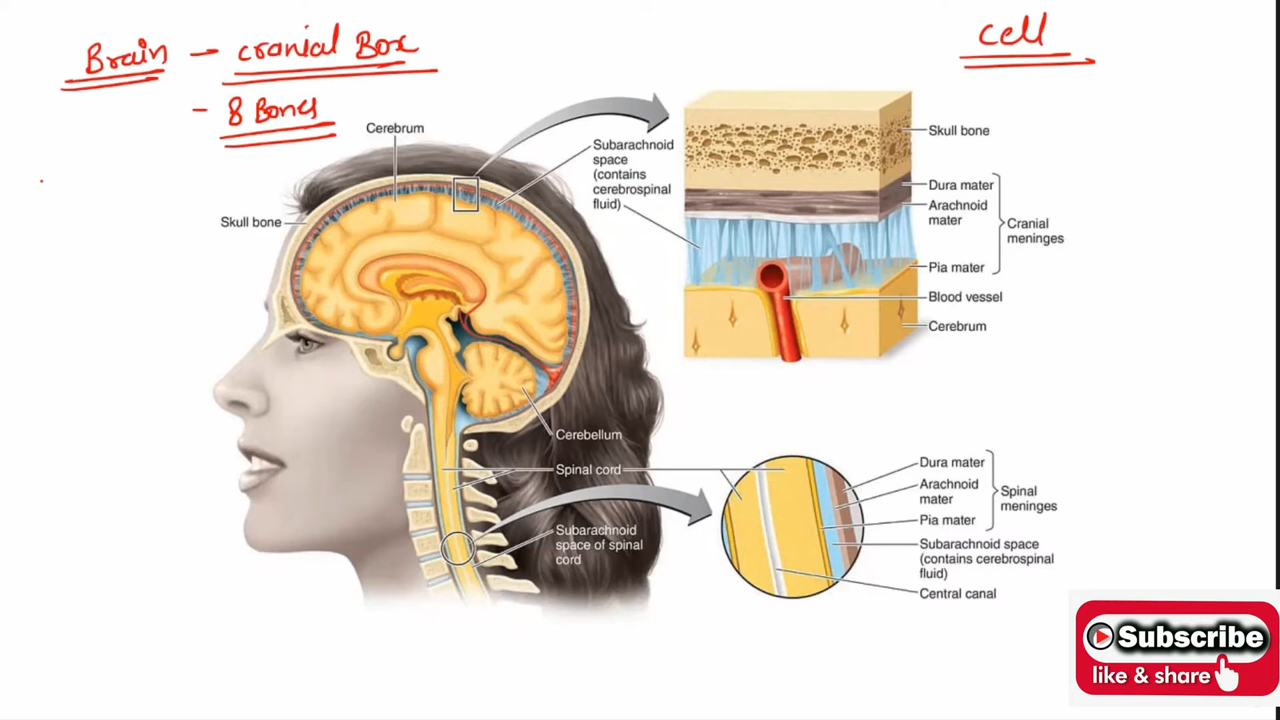 Brain - cranial Box
- 8 Bones
cell
Cerebrum
Skull bone
Subarachnoid
space
(contains
cerebrospinal
fluid)
Skull bone
Dura mater
Arachnoid
mater
Cranial
meninges
Pia mater
Blood vessel
Cerebrum
Cerebellum
Spinal cord
Subarachnoid
space of spinal
cord
Dura mater
Arachnoid
mater
Spinal
meninges
Pia mater
Subarachnoid space
(contains cerebrospinal
fluid)
Central canal
Subscribe
like & share